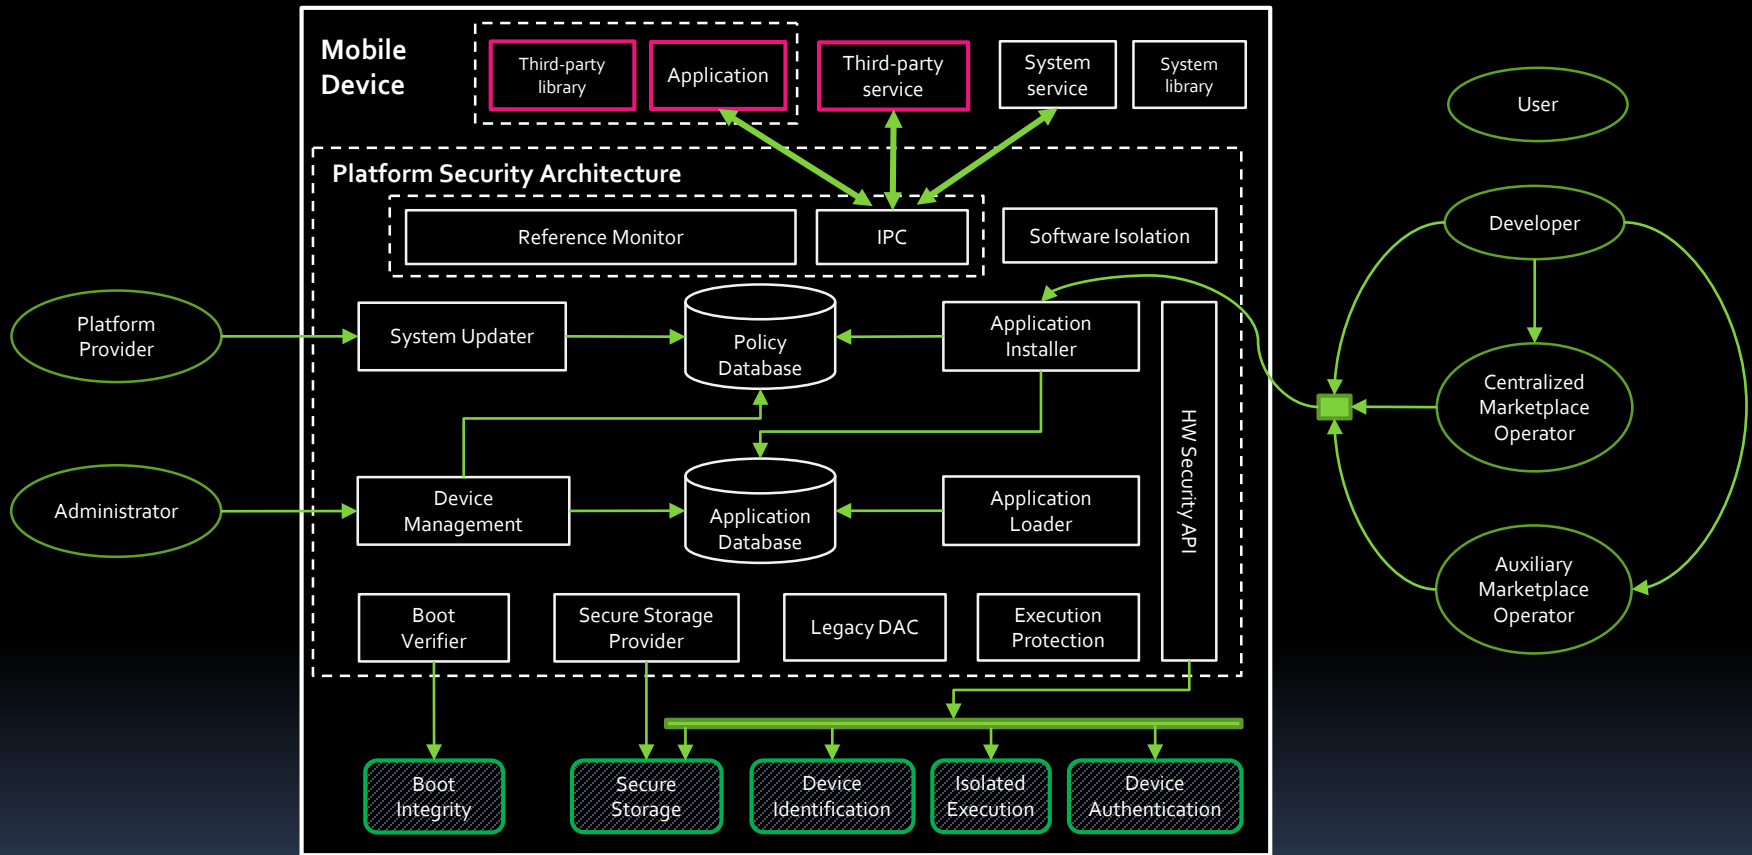 Mobile
Device
Third-party
library
Application
Third-party
service
System
service
System
library
User
Platform Security Architecture
Reference Monitor
IPC
Software Isolation
Developer
Platform
Provider
System Updater
Policy
Database
Application
Installer
Centralized
Marketplace
Operator
HW Security API
Administrator
Device
Management
Application
Database
Application
Loader
Auxiliary
Marketplace
Operator
Boot
Verifier
Secure Storage
Provider
Legacy DAC
Execution
Protection
Boot
Integrity
Secure
Storage
Device
Identification
Isolated
Execution
Device
Authentication